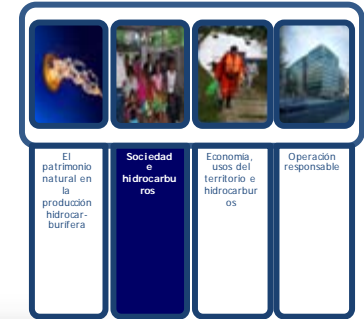 El
patrimonio
natural en
la
producción
hidrocar-
burífera
Sociedad
e
hidrocarbu
ros
Economía,
usos del
territorio e
hidrocarbur
os
Operación
responsable